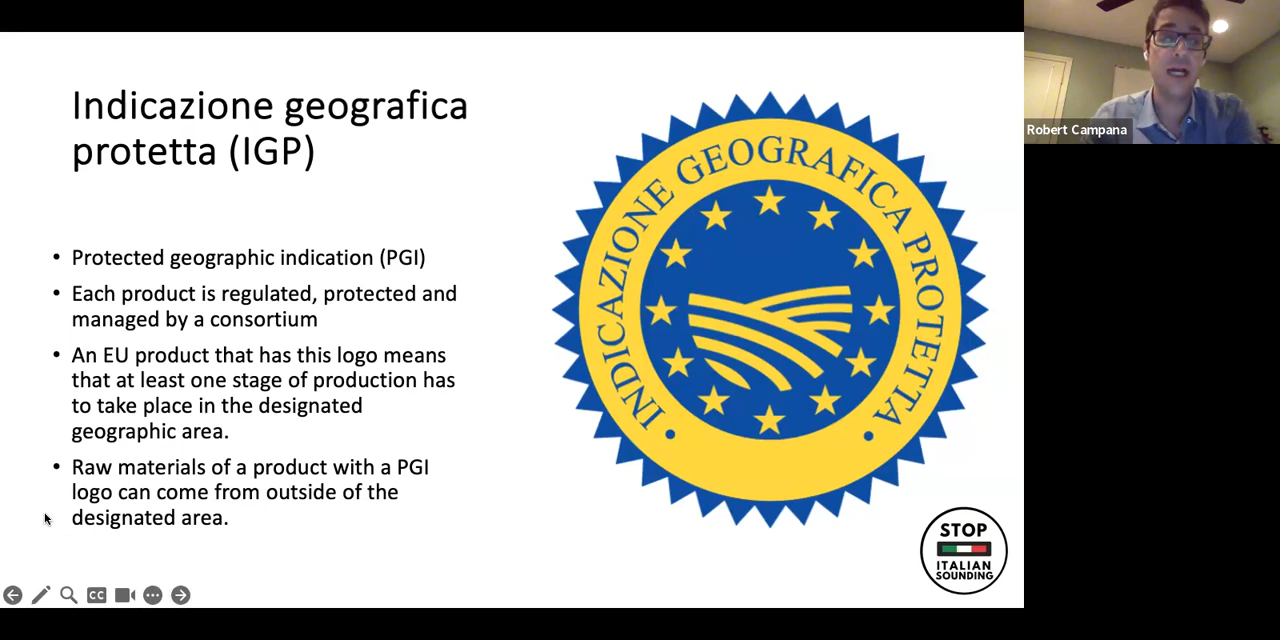 Indicazione geografica
protetta (IGP)
• Protected geographic indication (PGI)
• Each product is regulated, protected and
managed by a consortium
• An EU product that has this logo means
that at least one stage of production has
to take place in the designated
geographic area.
• Raw materials of a product with a PGI
logo can come from outside of the
designated area.
• INDICAZIONE GEOGRAFICA PROTETTA •
STOP
ITALIAN
SOUNDING
CC
Robert Campana